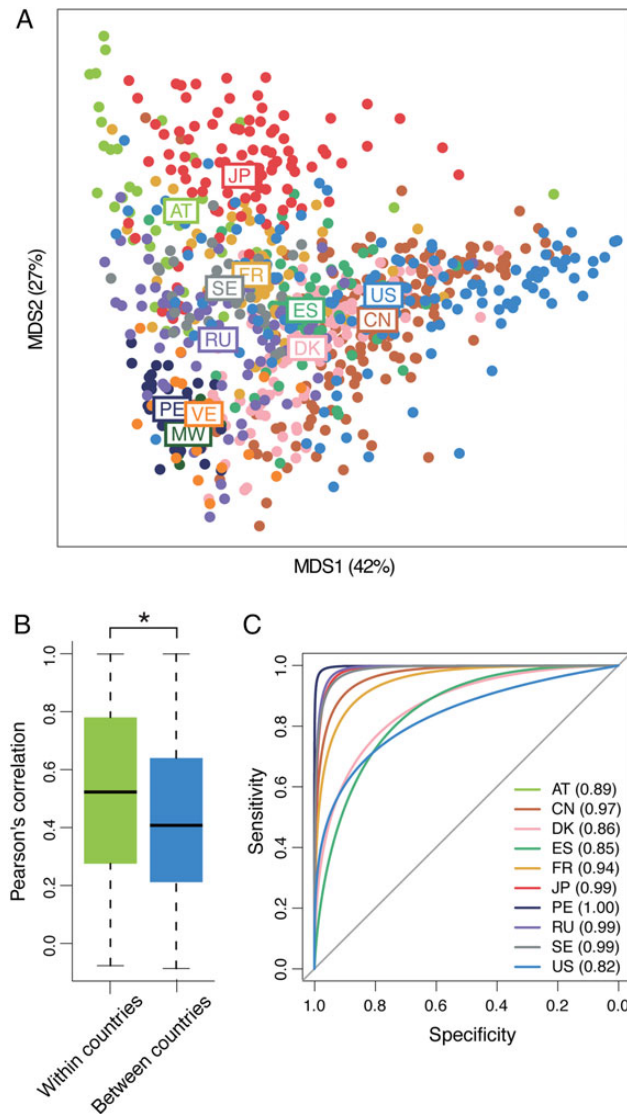 A
MDS2 (27%)
JP
AT
FR
SE
US
ES
CN
RU
DK
PE
VE
MW
MDS1 (42%)
B
*
Pearson's correlation
1.0
0.8
0.6
0.4
0.2
0.0
Within countries
Between countries
C
Sensitivity
1.0
0.8
0.6
0.4
0.2
0.0
AT (0.89)
CN (0.97)
DK (0.86)
ES (0.85)
FR (0.94)
JP (0.99)
PE (1.00)
RU (0.99)
SE (0.99)
US (0.82)
1.0 0.8 0.6 0.4 0.2 0.0
Specificity